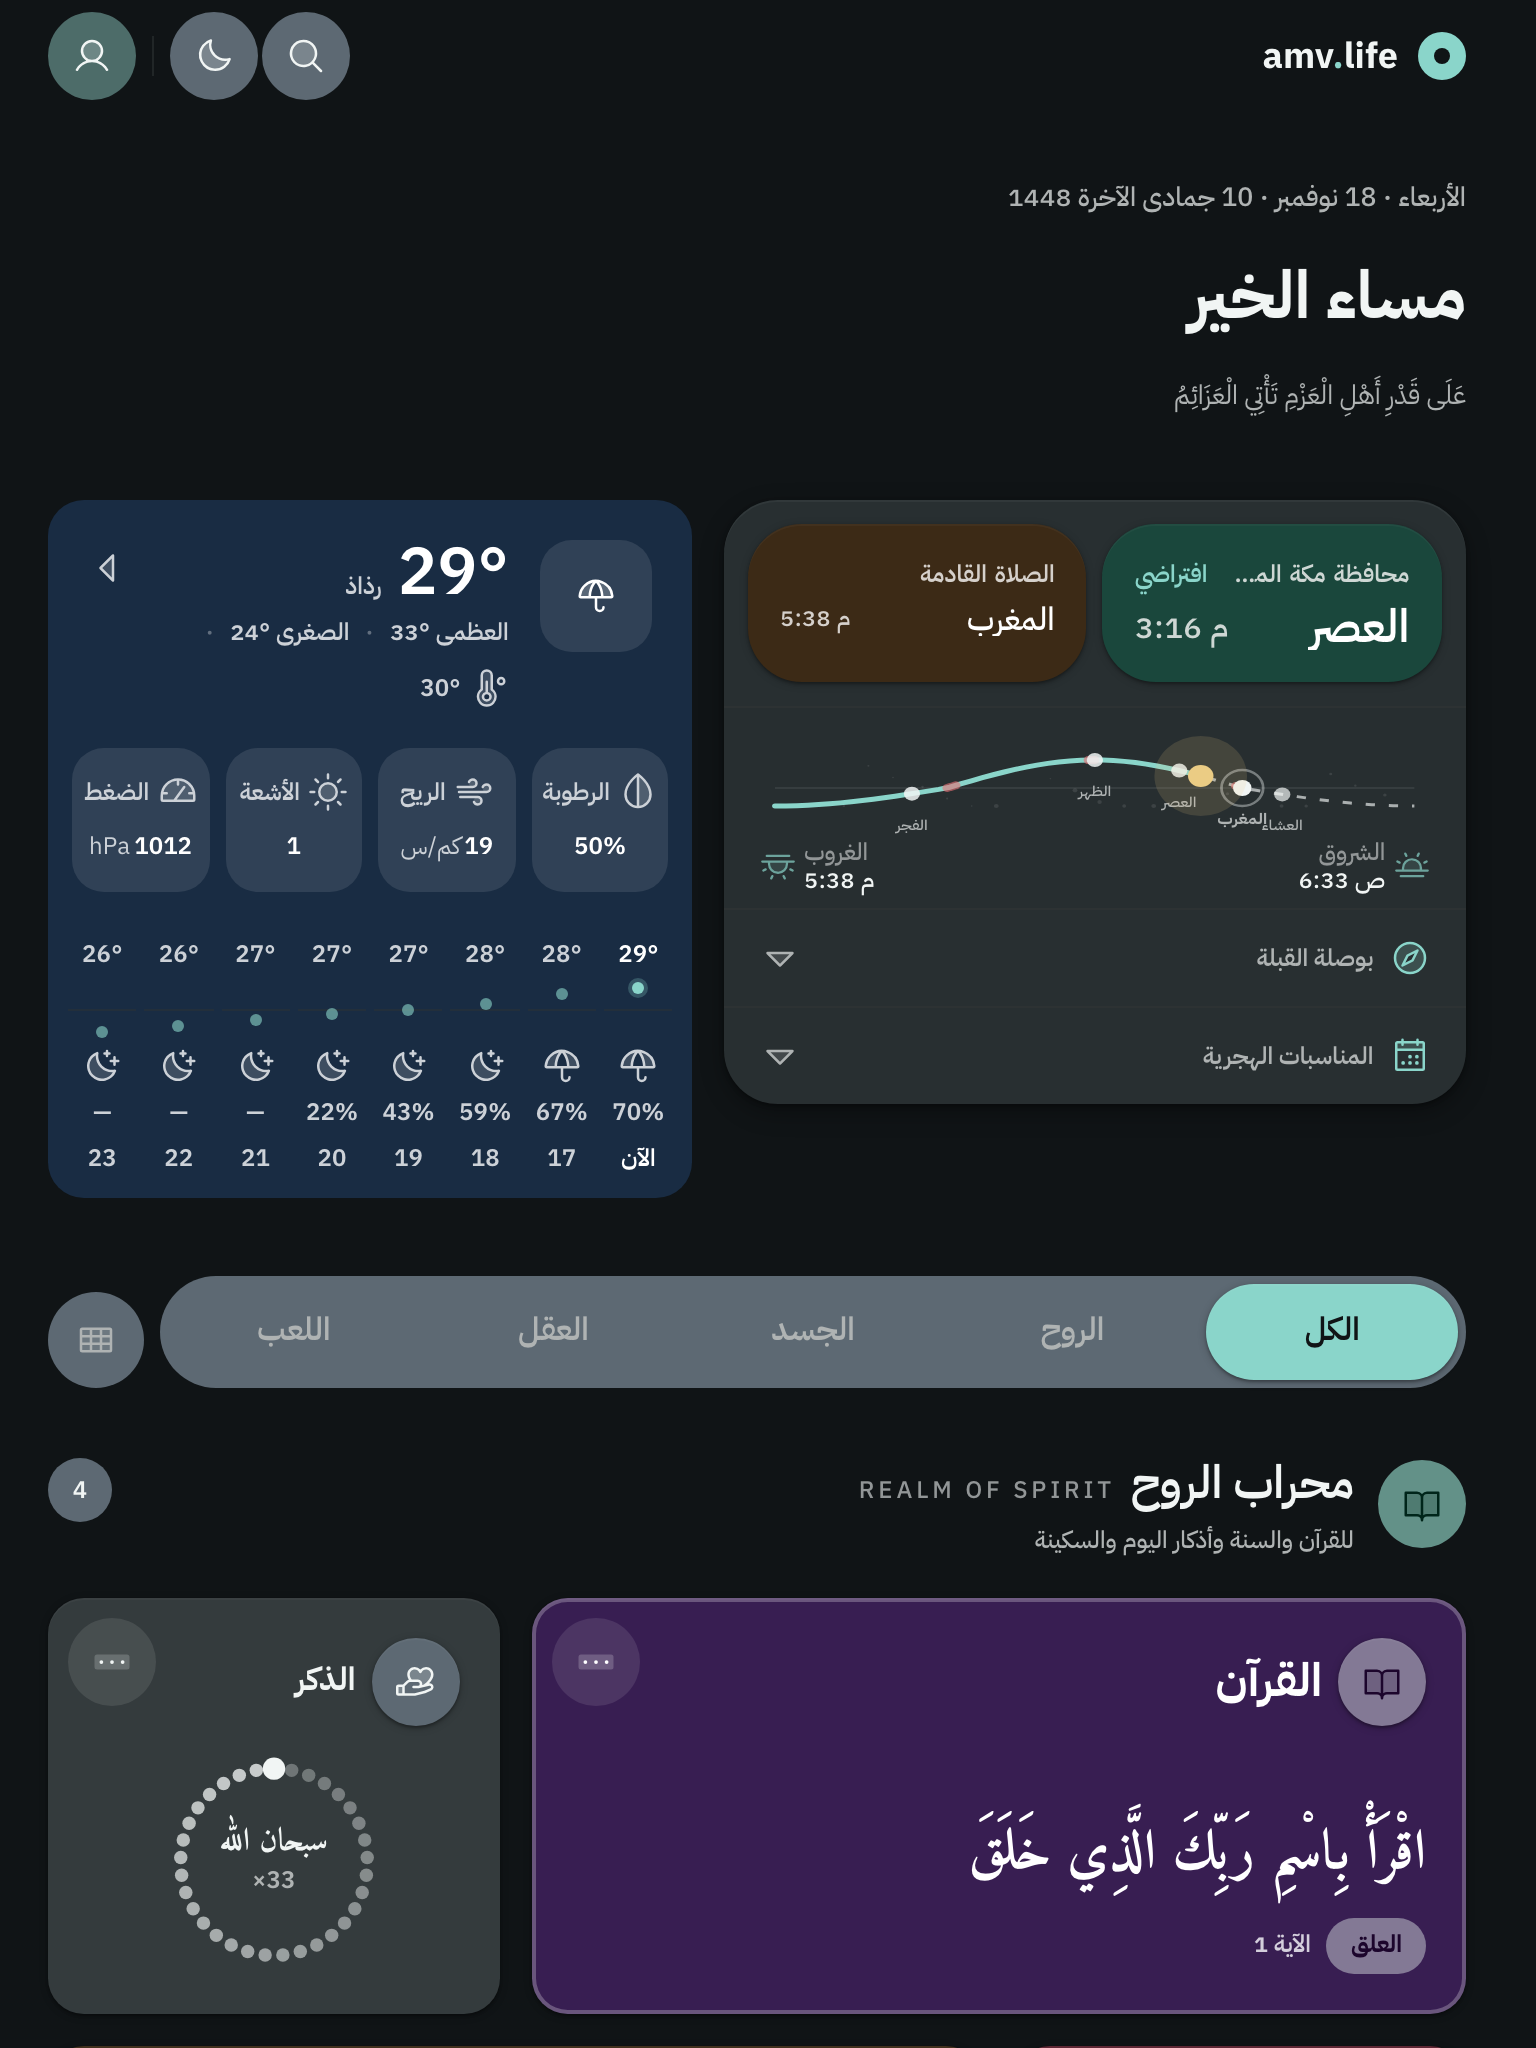 amv.life
الأربعاء · 18 نوفمبر · 10 جمادى الآخرة 1448
مساء الخير
عَلَى قَدْرِ أَهْلِ الْعَزْمِ تَأْتِي الْعَزَائِمُ
محافظة مكة المـ... افتراضي
العصر 3:16 م
الصلاة القادمة
المغرب 5:38 م
الفجر
الظهر
العصر
المغرب
العشاء
الشروق
6:33 ص
الغروب
5:38 م
بوصلة القبلة
المناسبات الهجرية
29° رذاذ
العظمى 33° · الصغرى 24° ·
30°
الرطوبة
50%
الريح
19 كم/س
الأشعة
1
الضغط
1012 hPa
29° 28° 28° 27° 27° 27° 26° 26°
70% 67% 59% 43% 22% — — —
الآن 17 18 19 20 21 22 23
الكل الروح الجسد العقل اللعب
محراب الروح REALM OF SPIRIT
4
للقرآن والسنة وأذكار اليوم والسكينة
القرآن
اقْرَأْ بِاسْمِ رَبِّكَ الَّذِي خَلَقَ
العلق الآية 1
الذكر
سبحان الله
×33